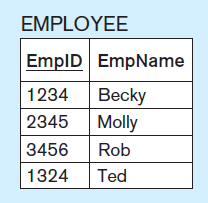 EMPLOYEE
EmpID EmpName
1234 Becky
2345 Molly
3456 Rob
1324 Ted